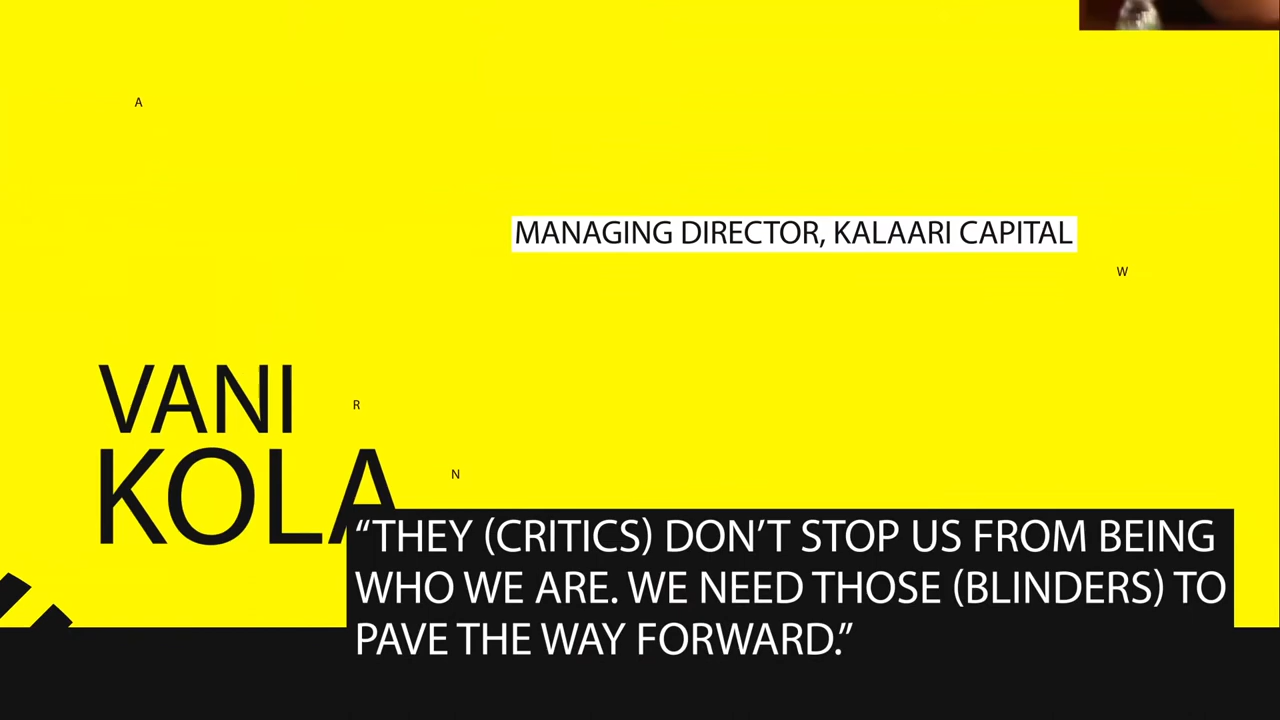 A
MANAGING DIRECTOR, KALAARI CAPITAL
W
VANI
R
KOLA
N
“THEY (CRITICS) DON’T STOP US FROM BEING
WHO WE ARE. WE NEED THOSE (BLINDERS) TO
PAVE THE WAY FORWARD.”